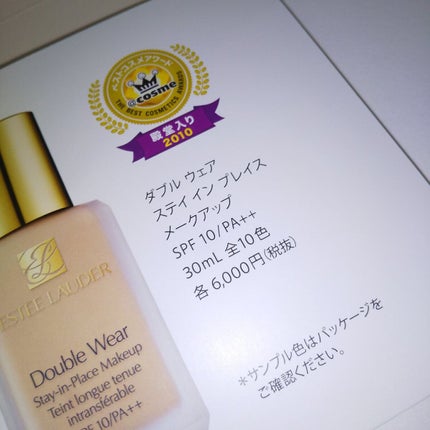 ベストコスメアワード
@cosme
THE BEST COSMETICS AWARDS
殿堂入り
2010
ダブル ウェア
ステイ イン プレイス
メークアップ
SPF 10/PA++
30mL 全10色
各 6,000円(税抜)
*サンプル色はパッケージを
ご確認ください。
ESTĒE LAUDER
Double Wear
Stay-in-Place Makeup
Teint longue tenue
intransférable
SPF 10/PA++